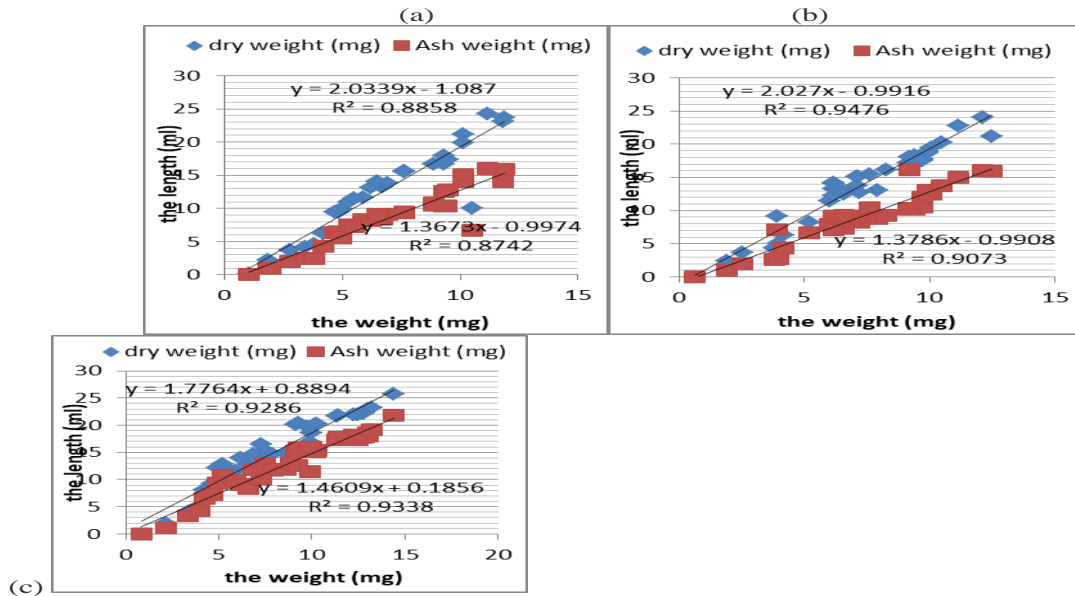 (a)
dry weight (mg) Ash weight (mg)
30
25
20
15
10
5
0
the length (ml)
y = 2.0339x - 1.087
R² = 0.8858
y = 1.3673x - 0.9974
R² = 0.8742
0 5 10 15
the weight (mg)
(b)
dry weight (mg) Ash weight (mg)
30
25
20
15
10
5
0
the length (ml)
y = 2.027x - 0.9916
R² = 0.9476
y = 1.3786x - 0.9908
R² = 0.9073
0 5 10 15
the weight (mg)
(c)
dry weight (mg) Ash weight (mg)
30
25
20
15
10
5
0
the length (ml)
y = 1.7764x + 0.8894
R² = 0.9286
y = 1.4609x + 0.1856
R² = 0.9338
0 5 10 15 20
the weight (mg)